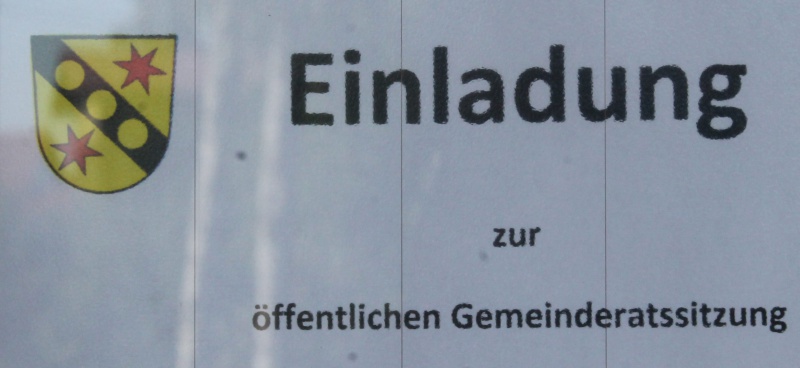 Einladung
zur
öffentlichen Gemeinderatssitzung